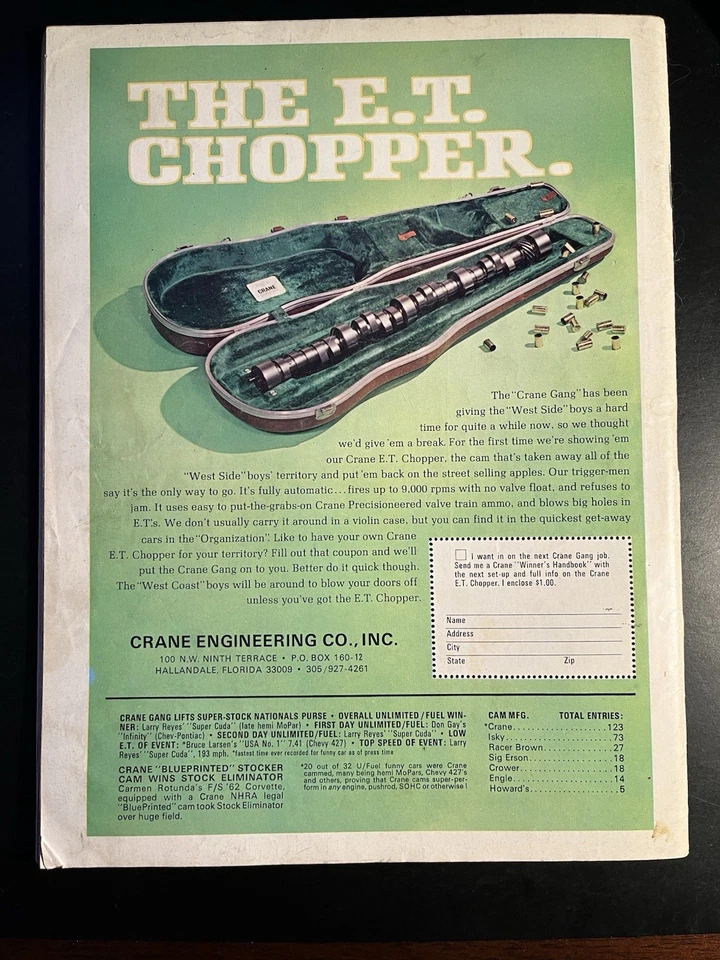 THE E.T.
CHOPPER.
CRANE
The "Crane Gang" has been
giving the "West Side" boys a hard
time for quite a while now, so we thought
we'd give 'em a break. For the first time we're showing 'em
our Crane E.T. Chopper, the cam that's taken away all of the
"West Side" boys' territory and put 'em back on the street selling apples. Our trigger-men
say it's the only way to go. It's fully automatic...fires up to 9,000 rpms with no valve float, and refuses to
jam. It uses easy to put-the-grabs-on Crane Precisioneered valve train ammo, and blows big holes in
E.T.'s. We don't usually carry it around in a violin case, but you can find it in the quickest get-away
cars in the "Organization". Like to have your own Crane
E.T. Chopper for your territory? Fill out that coupon and we'll
put the Crane Gang on to you. Better do it quick though.
The "West Coast" boys will be around to blow your doors off
unless you've got the E.T. Chopper.
I want in on the next Crane Gang job.
Send me a Crane "Winner's Handbook" with
the next set-up and full info on the Crane
E.T. Chopper. I enclose $1.00.
Name
Address
City
State Zip
CRANE ENGINEERING CO., INC.
100 N.W. NINTH TERRACE • P.O. BOX 160-12
HALLANDALE, FLORIDA 33009 • 305/927-4261
CRANE GANG LIFTS SUPER-STOCK NATIONALS PURSE • OVERALL UNLIMITED/FUEL WIN-
NER: Larry Reyes' "Super Cuda" (late hemi MoPar) • FIRST DAY UNLIMITED/FUEL: Don Gay's
"Infinity" (Chev-Pontiac) • SECOND DAY UNLIMITED/FUEL: Larry Reyes' "Super Cuda" • LOW
E.T. OF EVENT: *Bruce Larsen's "USA No. 1" 7.41 (Chevy 427) • TOP SPEED OF EVENT: Larry
Reyes' "Super Cuda", 193 mph. *fastest time ever recorded for funny car as of press time
CRANE "BLUEPRINTED" STOCKER
CAM WINS STOCK ELIMINATOR
Carmen Rotunda's F/S '62 Corvette,
equipped with a Crane NHRA legal
"BluePrinted" cam took Stock Eliminator
over huge field.
*20 out of 32 U/Fuel funny cars were Crane
cammed, many being hemi MoPars, Chevy 427's
and others, proving that Crane cams super-per-
form in any engine, pushrod, SOHC or otherwise!
CAM MFG. TOTAL ENTRIES:
*Crane..................123
Isky.....................73
Racer Brown..............27
Sig Erson................18
Crower...................18
Engle....................14
Howard's..................5